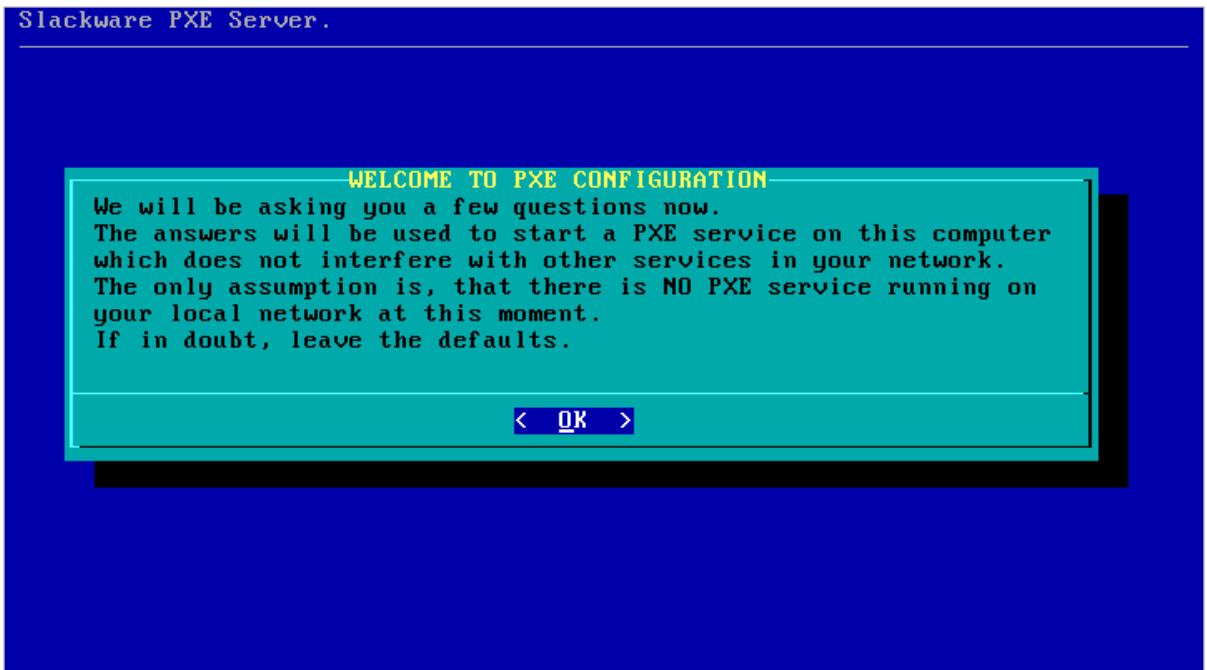 Slackware PXE Server.
WELCOME TO PXE CONFIGURATION
We will be asking you a few questions now.
The answers will be used to start a PXE service on this computer
which does not interfere with other services in your network.
The only assumption is, that there is NO PXE service running on
your local network at this moment.
If in doubt, leave the defaults.
< OK >